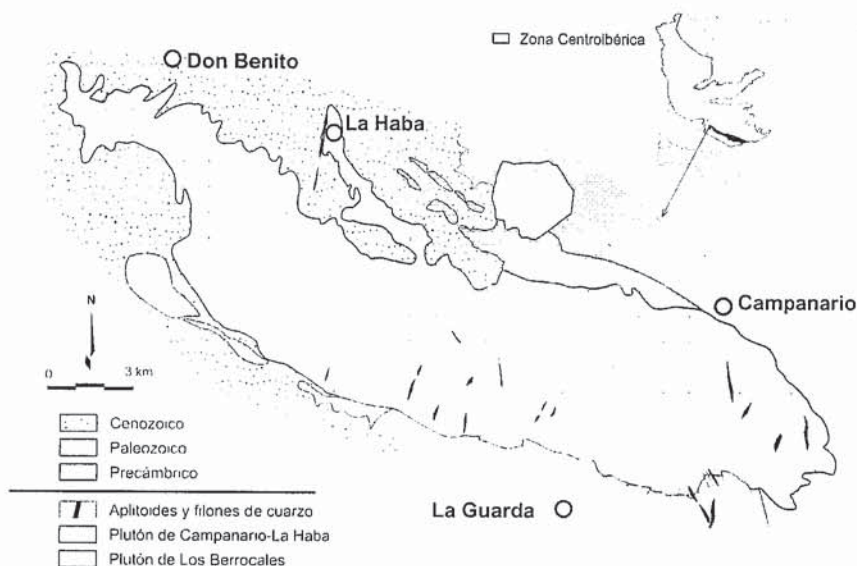 Don Benito
Zona Centroibérica
La Haba
Campanario
N
0 3 km
Cenozoico
Paleozoico
Precámbrico
Aplitoides y filones de cuarzo
Plutón de Campanario-La Haba
Plutón de Los Berrocales
La Guarda